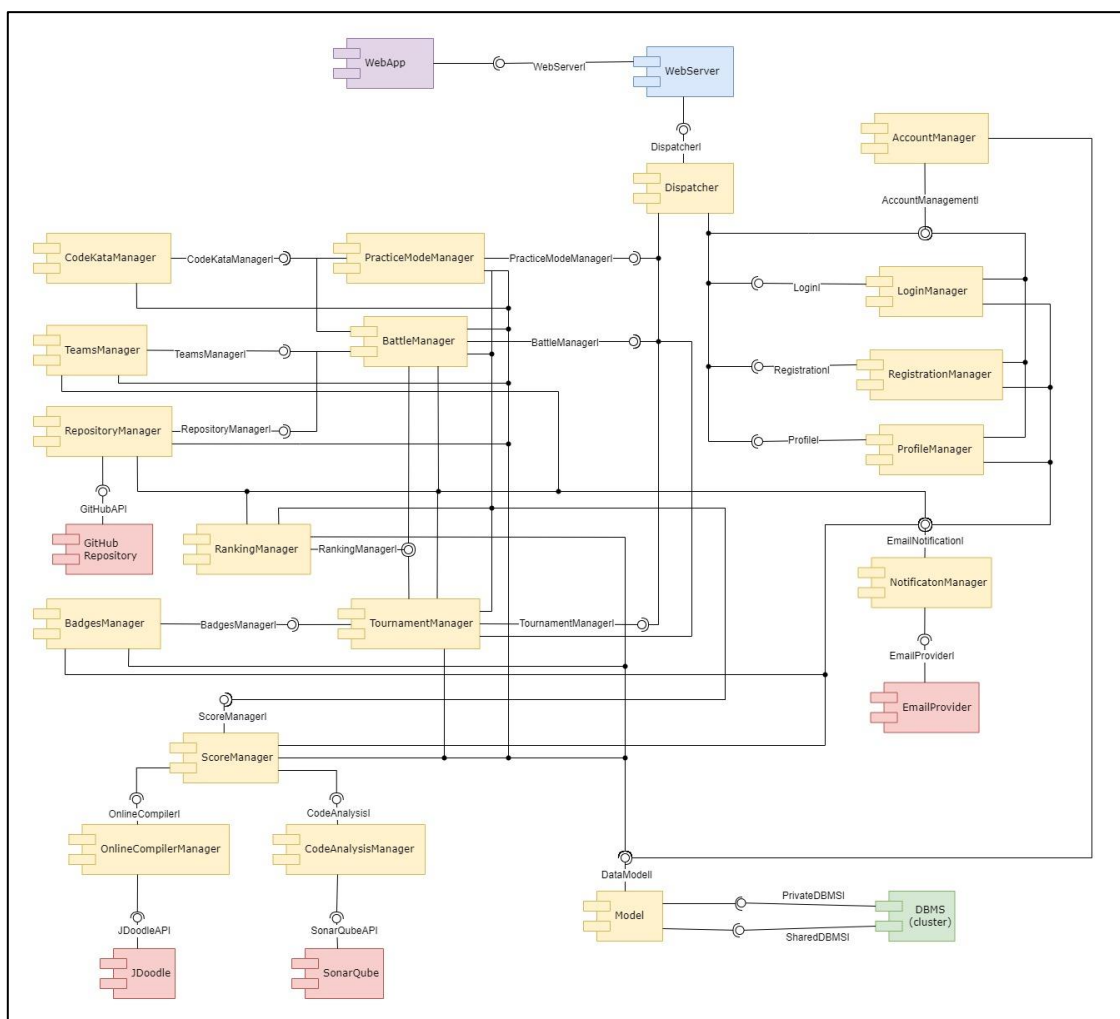 WebApp
WebServerI
WebServer
DispatcherI
Dispatcher
AccountManager
AccountManagementI
CodeKataManager
CodeKataManagerI
PracticeModeManager
PracticeModeManagerI
LoginI
LoginManager
TeamsManager
TeamsManagerI
BattleManager
BattleManagerI
RegistrationI
RegistrationManager
RepositoryManager
RepositoryManagerI
ProfileI
ProfileManager
GitHubAPI
GitHub
Repository
RankingManager
RankingManagerI
EmailNotificationI
NotificatonManager
BadgesManager
BadgesManagerI
TournamentManager
TournamentManagerI
EmailProviderI
EmailProvider
ScoreManagerI
ScoreManager
OnlineCompilerI
CodeAnalysisI
OnlineCompilerManager
CodeAnalysisManager
DataModelI
Model
PrivateDBMSI
SharedDBMSI
DBMS
(cluster)
JDoodleAPI
SonarQubeAPI
JDoodle
SonarQube